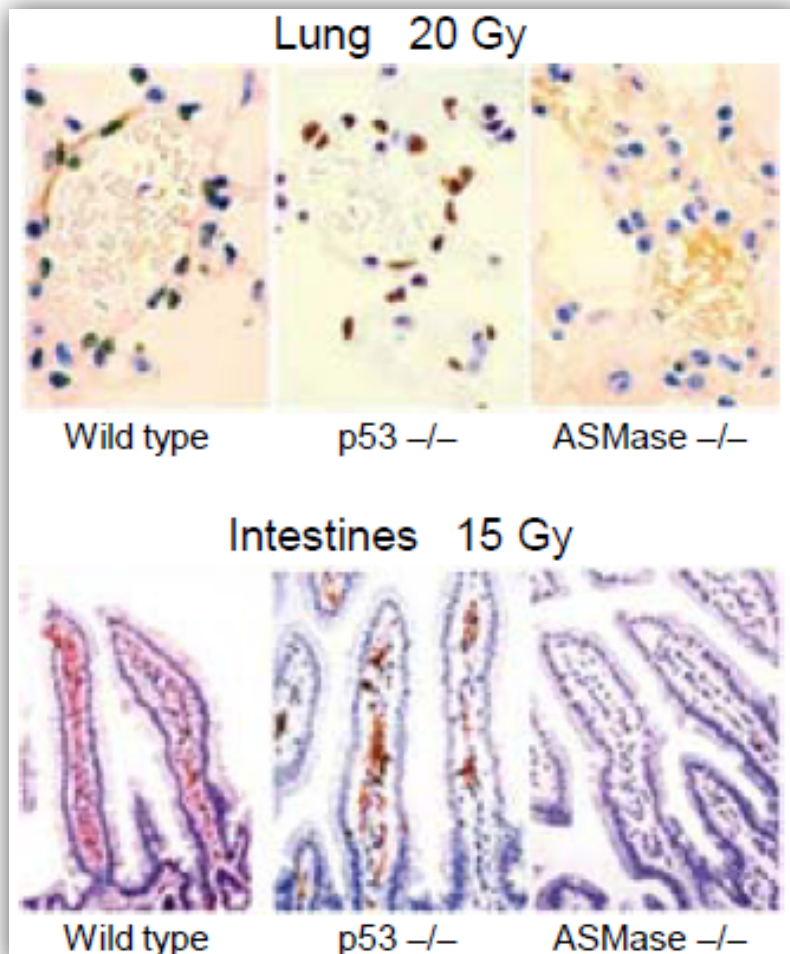 Lung 20 Gy
Wild type p53 –/– ASMase –/–
Intestines 15 Gy
Wild type p53 –/– ASMase –/–